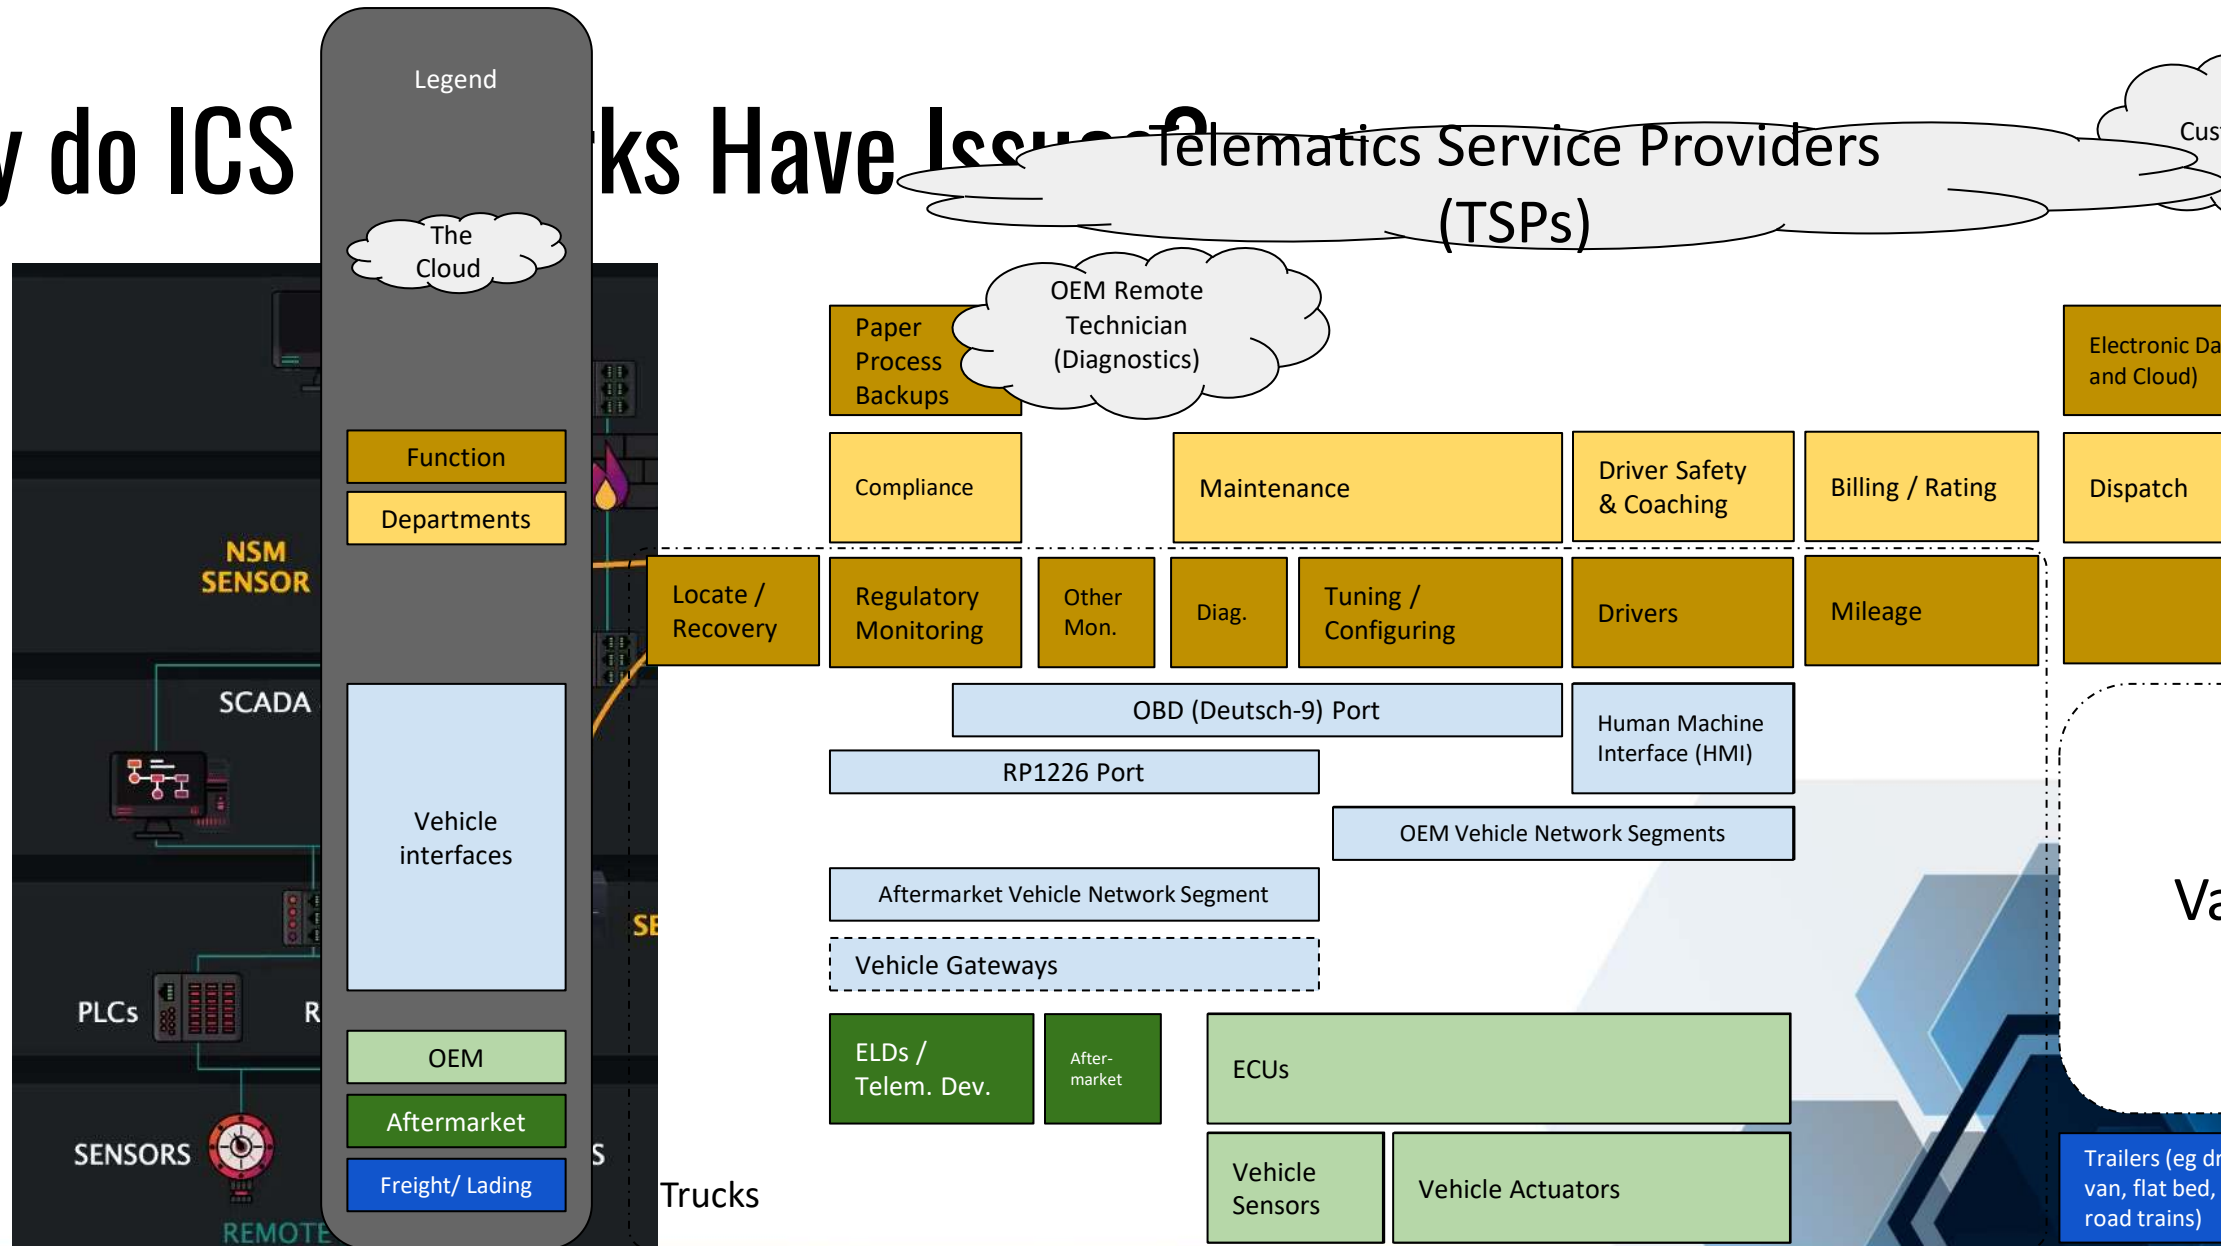 Legend
y do ICS
ks Have Issues?
Telematics Service Providers
(TSPs)
Cus
The
Cloud
OEM Remote
Technician
(Diagnostics)
Paper
Process
Backups
Electronic Da
and Cloud)
Function
Departments
Compliance
Maintenance
Driver Safety
& Coaching
Billing / Rating
Dispatch
NSM
SENSOR
Locate /
Recovery
Regulatory
Monitoring
Other
Mon.
Diag.
Tuning /
Configuring
Drivers
Mileage
SCADA
OBD (Deutsch-9) Port
Human Machine
Interface (HMI)
RP1226 Port
Vehicle
interfaces
OEM Vehicle Network Segments
Aftermarket Vehicle Network Segment
Va
SE
Vehicle Gateways
PLCs
R
OEM
ELDs /
Telem. Dev.
After-
market
ECUs
Aftermarket
SENSORS
S
Freight/ Lading
Trucks
Vehicle
Sensors
Vehicle Actuators
Trailers (eg dr
van, flat bed,
road trains)
REMOTE